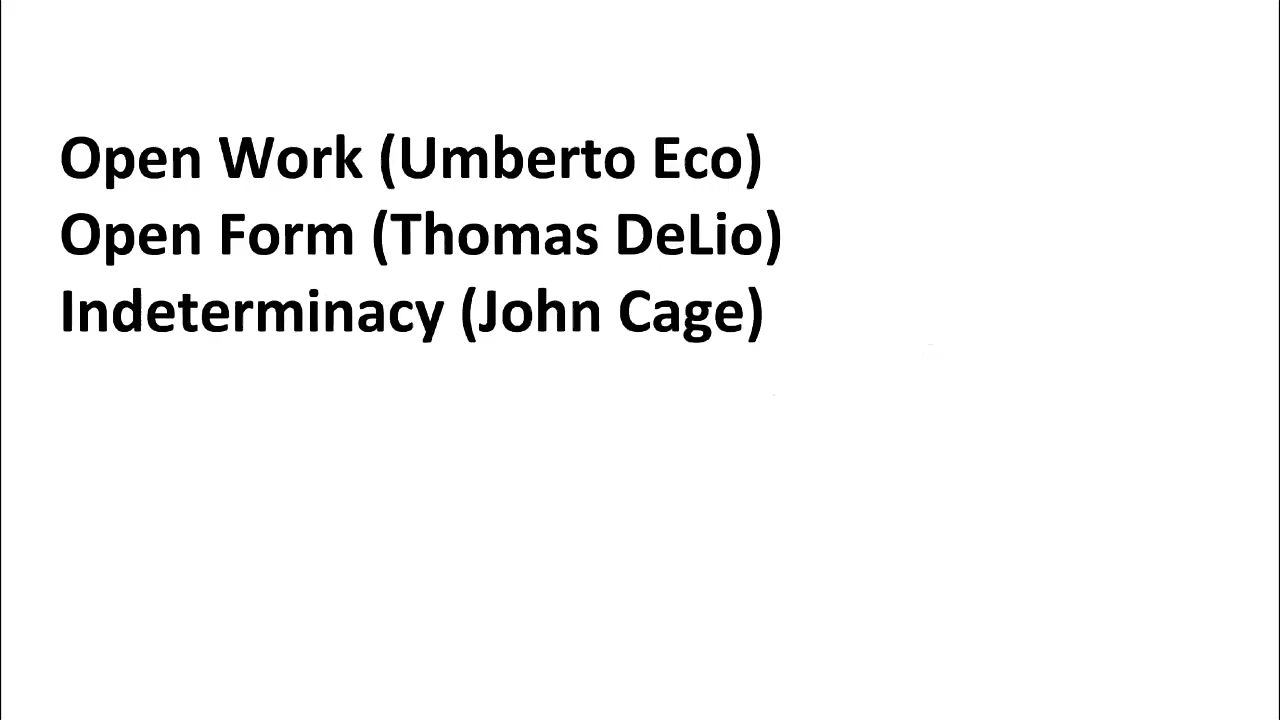 Open Work (Umberto Eco)
Open Form (Thomas DeLio)
Indeterminacy (John Cage)